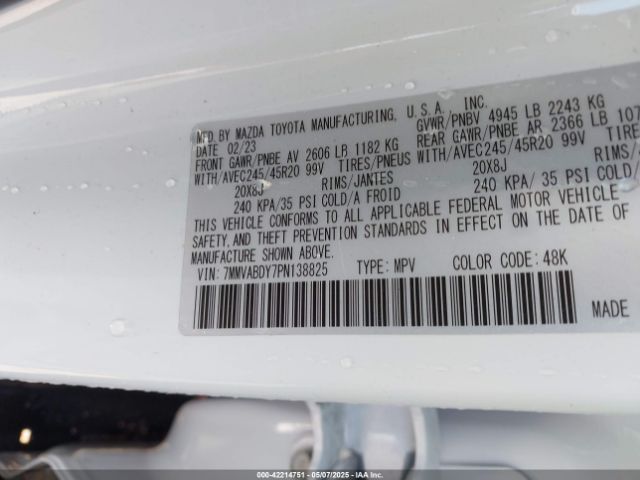 MFD. BY MAZDA TOYOTA MANUFACTURING, U.S.A. INC.
DATE 02/23 GVWR/PNBV 4945 LB 2243 KG
FRONT GAWR/PNBE AV 2606 LB 1182 KG REAR GAWR/PNBE AR 2366 LB 107
WITH/AVEC245/45R20 99V TIRES/PNEUS WITH/AVEC245/45R20 99V TIRES/
20X8J RIMS/JANTES 20X8J
240 KPA/ 35 PSI COLD/A FROID 240 KPA/ 35 PSI COLD/A
THIS VEHICLE CONFORMS TO ALL APPLICABLE FEDERAL MOTOR VEHICLE
SAFETY, AND THEFT PREVENTION STANDARDS IN EFFECT ON THE DATE OF
MANUFACTURE SHOWN ABOVE.
VIN: 7MMVABDY7PN138825 TYPE: MPV COLOR CODE: 48K
MADE
000-42214751 - 05/07/2025 - IAA Inc.